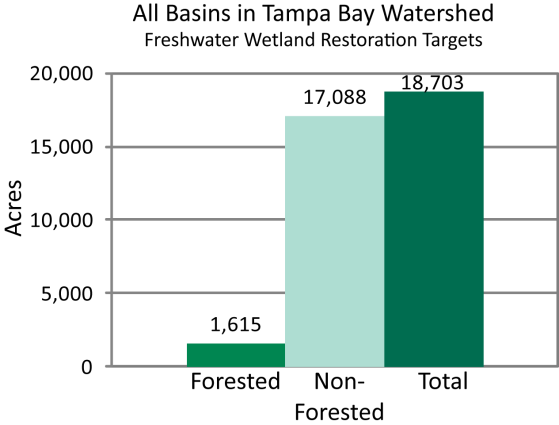 All Basins in Tampa Bay Watershed
Freshwater Wetland Restoration Targets
20,000
18,703
17,088
15,000
Acres
10,000
5,000
1,615
0
Forested
Non-
Forested
Total